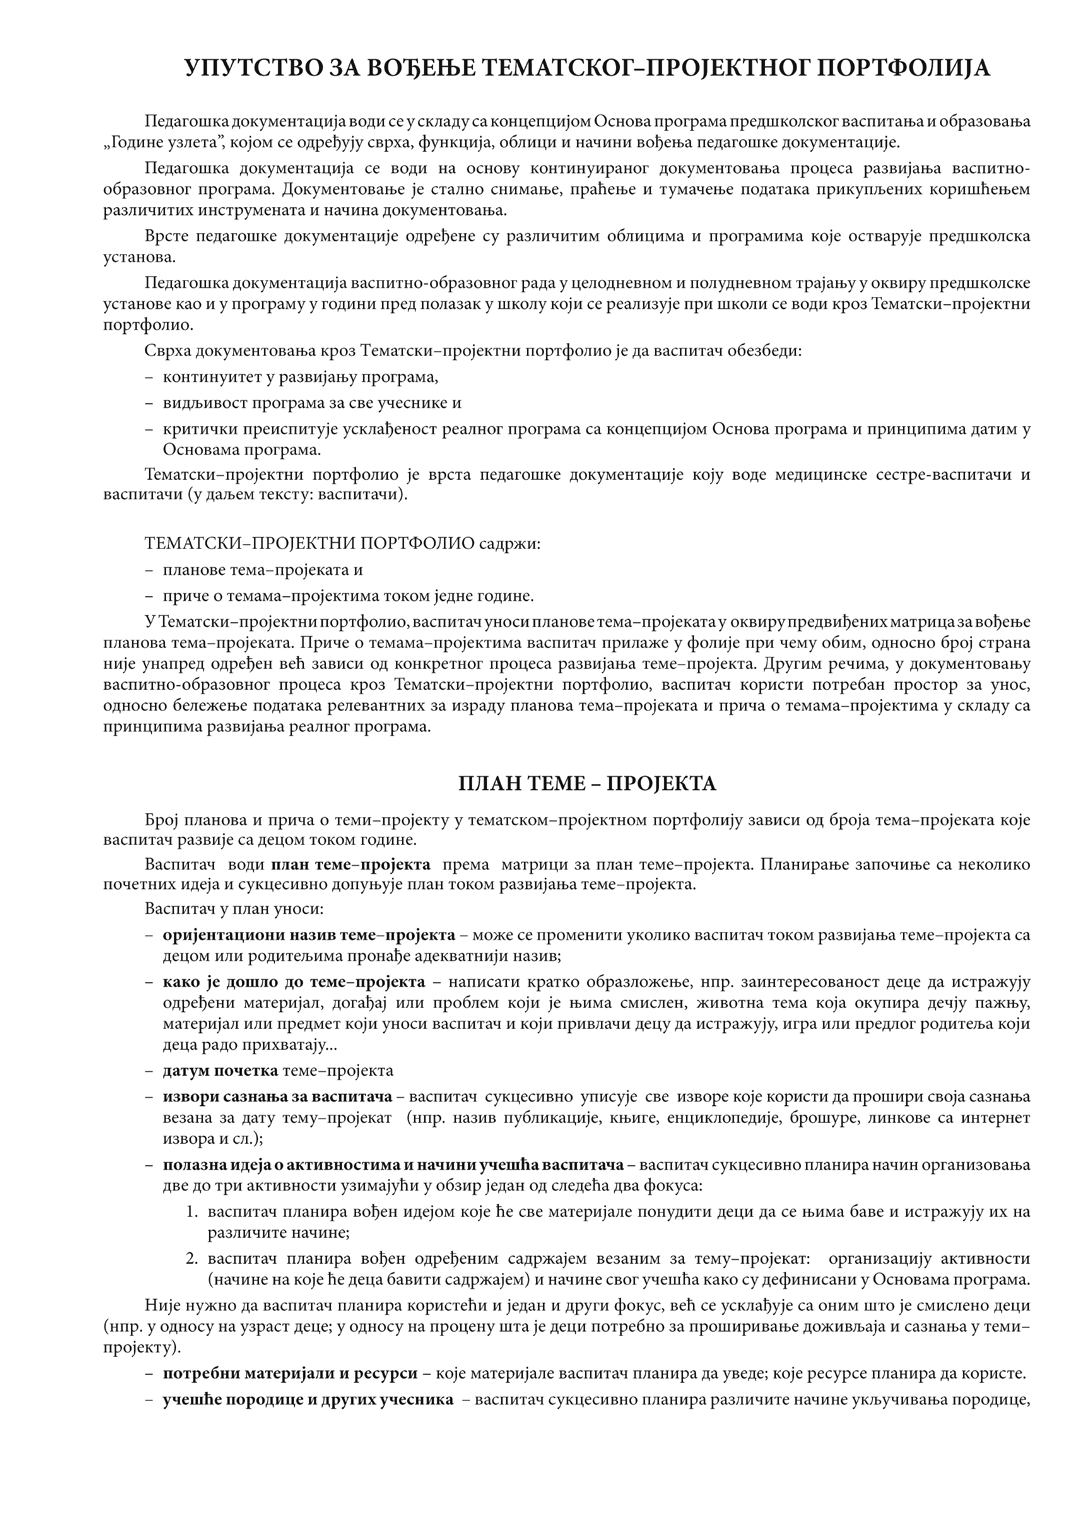 УПУТСТВО ЗА ВОЂЕЊЕ ТЕМАТСКОГ–ПРОЈЕКТНОГ ПОРТФОЛИЈА
Педагошка документација води се у складу са концепцијом Основа програма предшколског васпитања и образовања
„Године узлета”, којом се одређују сврха, функција, облици и начини вођења педагошке документације.
Педагошка документација се води на основу континуираног документовања процеса развијања васпитно-
образовног програма. Документовање је стално снимање, праћење и тумачење података прикупљених коришћењем
различитих инструмената и начина документовања.
Врсте педагошке документације одређене су различитим облицима и програмима које остварује предшколска
установа.
Педагошка документација васпитно-образовног рада у целодневном и полудневном трајању у оквиру предшколске
установе као и у програму у години пред полазак у школу који се реализује при школи се води кроз Тематски–пројектни
портфолио.
Сврха документовања кроз Тематски–пројектни портфолио је да васпитач обезбеди:
– континуитет у развијању програма,
– видљивост програма за све учеснике и
– критички преиспитује усклађеност реалног програма са концепцијом Основа програма и принципима датим у
Основама програма.
Тематски–пројектни портфолио је врста педагошке документације коју воде медицинске сестре-васпитачи и
васпитачи (у даљем тексту: васпитачи).
ТЕМАТСКИ–ПРОЈЕКТНИ ПОРТФОЛИО садржи:
– планове тема–пројеката и
– приче о темама–пројектима током једне године.
У Тематски–пројектни портфолио, васпитач уноси планове тема–пројеката у оквиру предвиђених матрица за вођење
планова тема–пројеката. Приче о темама–пројектима васпитач прилаже у фолије при чему обим, односно број страна
није унапред одређен већ зависи од конкретног процеса развијања теме–пројекта. Другим речима, у документовању
васпитно-образовног процеса кроз Тематски–пројектни портфолио, васпитач користи потребан простор за унос,
односно бележење података релевантних за израду планова тема–пројеката и прича о темама–пројектима у складу са
принципима развијања реалног програма.
ПЛАН ТЕМЕ – ПРОЈЕКТА
Број планова и прича о теми–пројекту у тематском–пројектном портфолију зависи од броја тема–пројеката које
васпитач развије са децом током године.
Васпитач води план теме–пројекта према матрици за план теме–пројекта. Планирање започиње са неколико
почетних идеја и сукцесивно допуњује план током развијања теме–пројекта.
Васпитач у план уноси:
– оријентациони назив теме–пројекта – може се променити уколико васпитач током развијања теме–пројекта са
децом или родитељима пронађе адекватнији назив;
– како је дошло до теме–пројекта – написати кратко образложење, нпр. заинтересованост деце да истражују
одређени материјал, догађај или проблем који је њима смислен, животна тема која окупира дечју пажњу,
материјал или предмет који уноси васпитач и који привлачи децу да истражују, игра или предлог родитеља који
деца радо прихватају...
– датум почетка теме–пројекта
– извори сазнања за васпитача – васпитач сукцесивно уписује све изворе које користи да прошири своја сазнања
везана за дату тему–пројекат (нпр. назив публикације, књиге, енциклопедије, брошуре, линкове са интернет
извора и сл.);
– полазна идеја о активностима и начини учешћа васпитача – васпитач сукцесивно планира начин организовања
две до три активности узимајући у обзир један од следећа два фокуса:
1. васпитач планира вођен идејом које ће све материјале понудити деци да се њима баве и истражују их на
различите начине;
2. васпитач планира вођен одређеним садржајем везаним за тему–пројекат: организацију активности
(начине на које ће деца бавити садржајем) и начине свог учешћа како су дефинисани у Основама програма.
Није нужно да васпитач планира користећи и један и други фокус, већ се усклађује са оним што је смислено деци
(нпр. у односу на узраст деце; у односу на процену шта је деци потребно за проширивање доживљаја и сазнања у теми–
пројекту).
– потребни материјали и ресурси – које материјале васпитач планира да уведе; које ресурсе планира да користе.
– учешће породице и других учесника – васпитач сукцесивно планира различите начине укључивања породице,